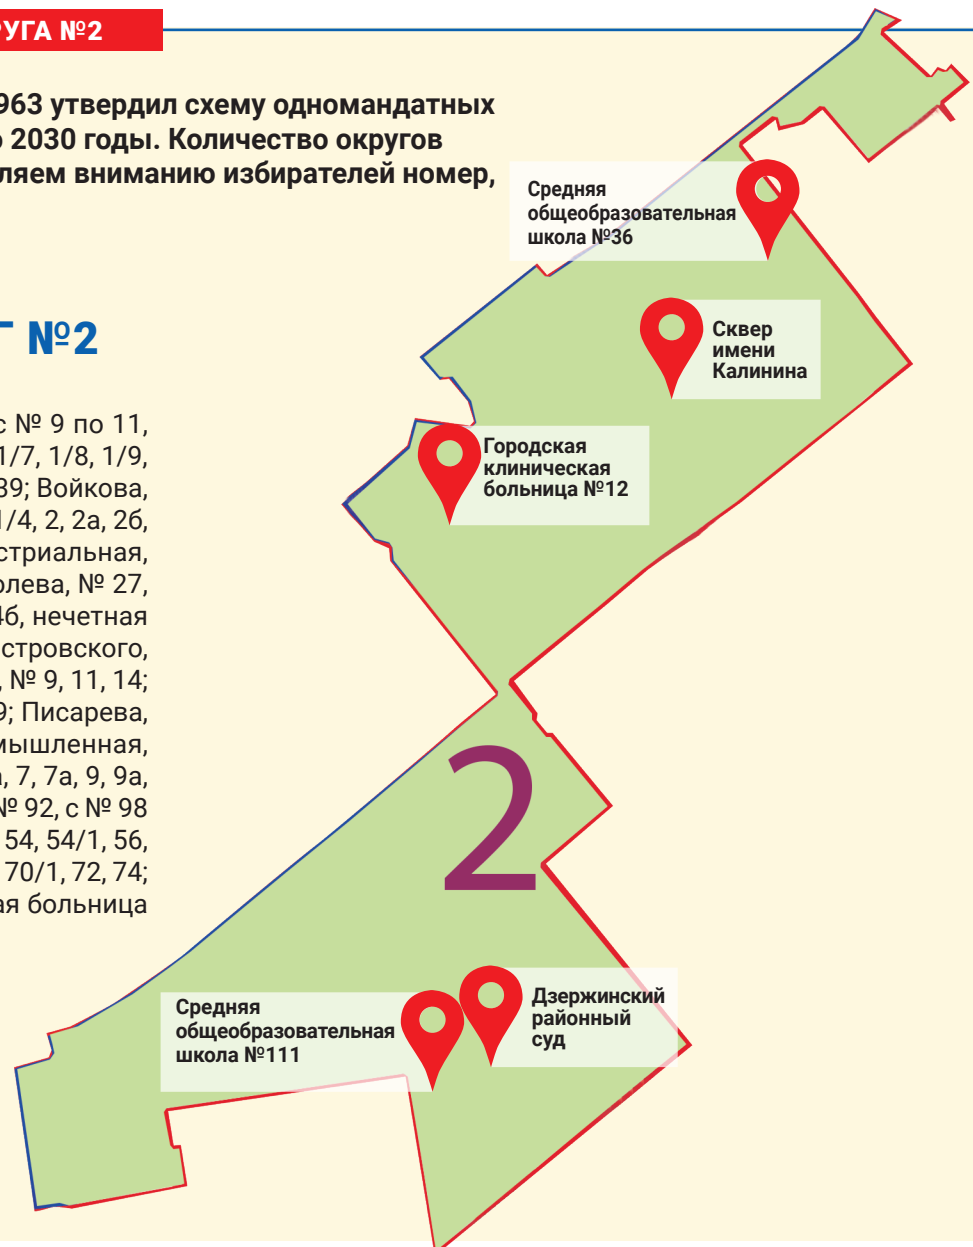 РУГА №2
963 утвердил схему одномандатных
2030 годы. Количество округов
ляем вниманию избирателей номер,
Г №2
с № 9 по 11,
1/7, 1/8, 1/9,
39; Войкова,
1/4, 2, 2а, 2б,
стриальная,
олева, № 27,
4б, нечетная
стровского,
, № 9, 11, 14;
9; Писарева,
мышленная,
а, 7, 7а, 9, 9а,
№ 92, с № 98
54, 54/1, 56,
70/1, 72, 74;
ая больница
Средняя
общеобразовательная
школа №36
Сквер
имени
Калинина
Городская
клиническая
больница №12
2
Средняя
общеобразовательная
школа №111
Дзержинский
районный
суд